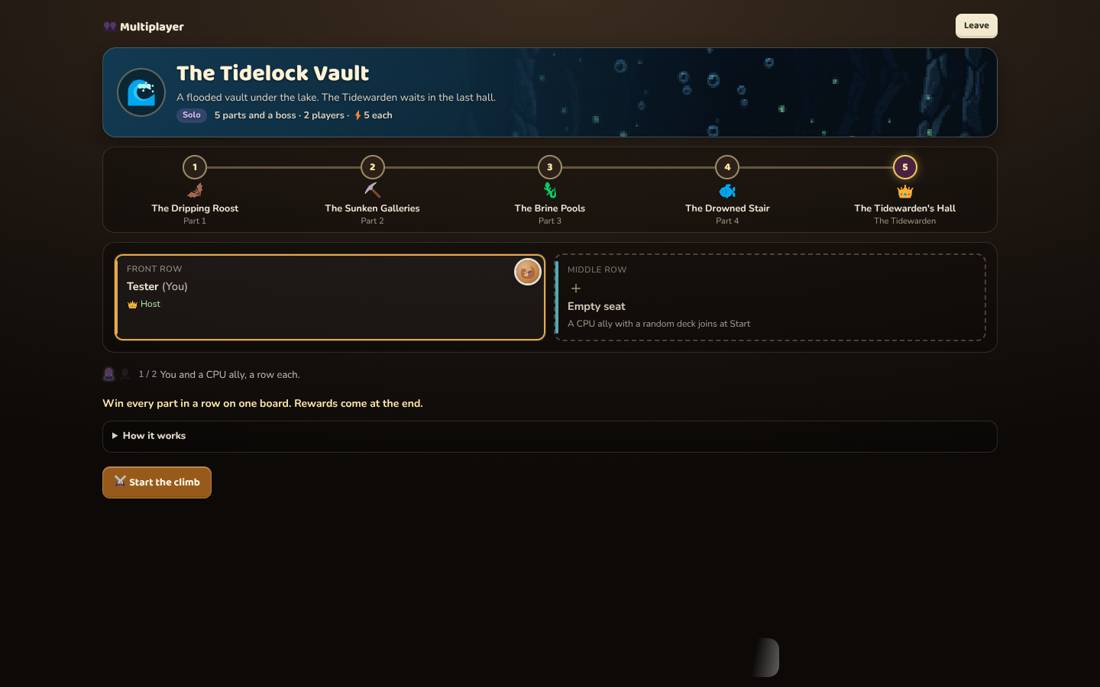 Multiplayer
Leave
The Tidelock Vault
A flooded vault under the lake. The Tidewarden waits in the last hall.
Solo 5 parts and a boss · 2 players · 5 each
1 2 3 4 5
The Dripping Roost The Sunken Galleries The Brine Pools The Drowned Stair The Tidewarden's Hall
Part 1 Part 2 Part 3 Part 4 The Tidewarden
FRONT ROW
Tester (You)
Host
MIDDLE ROW
+
Empty seat
A CPU ally with a random deck joins at Start
1 / 2 You and a CPU ally, a row each.
Win every part in a row on one board. Rewards come at the end.
How it works
Start the climb